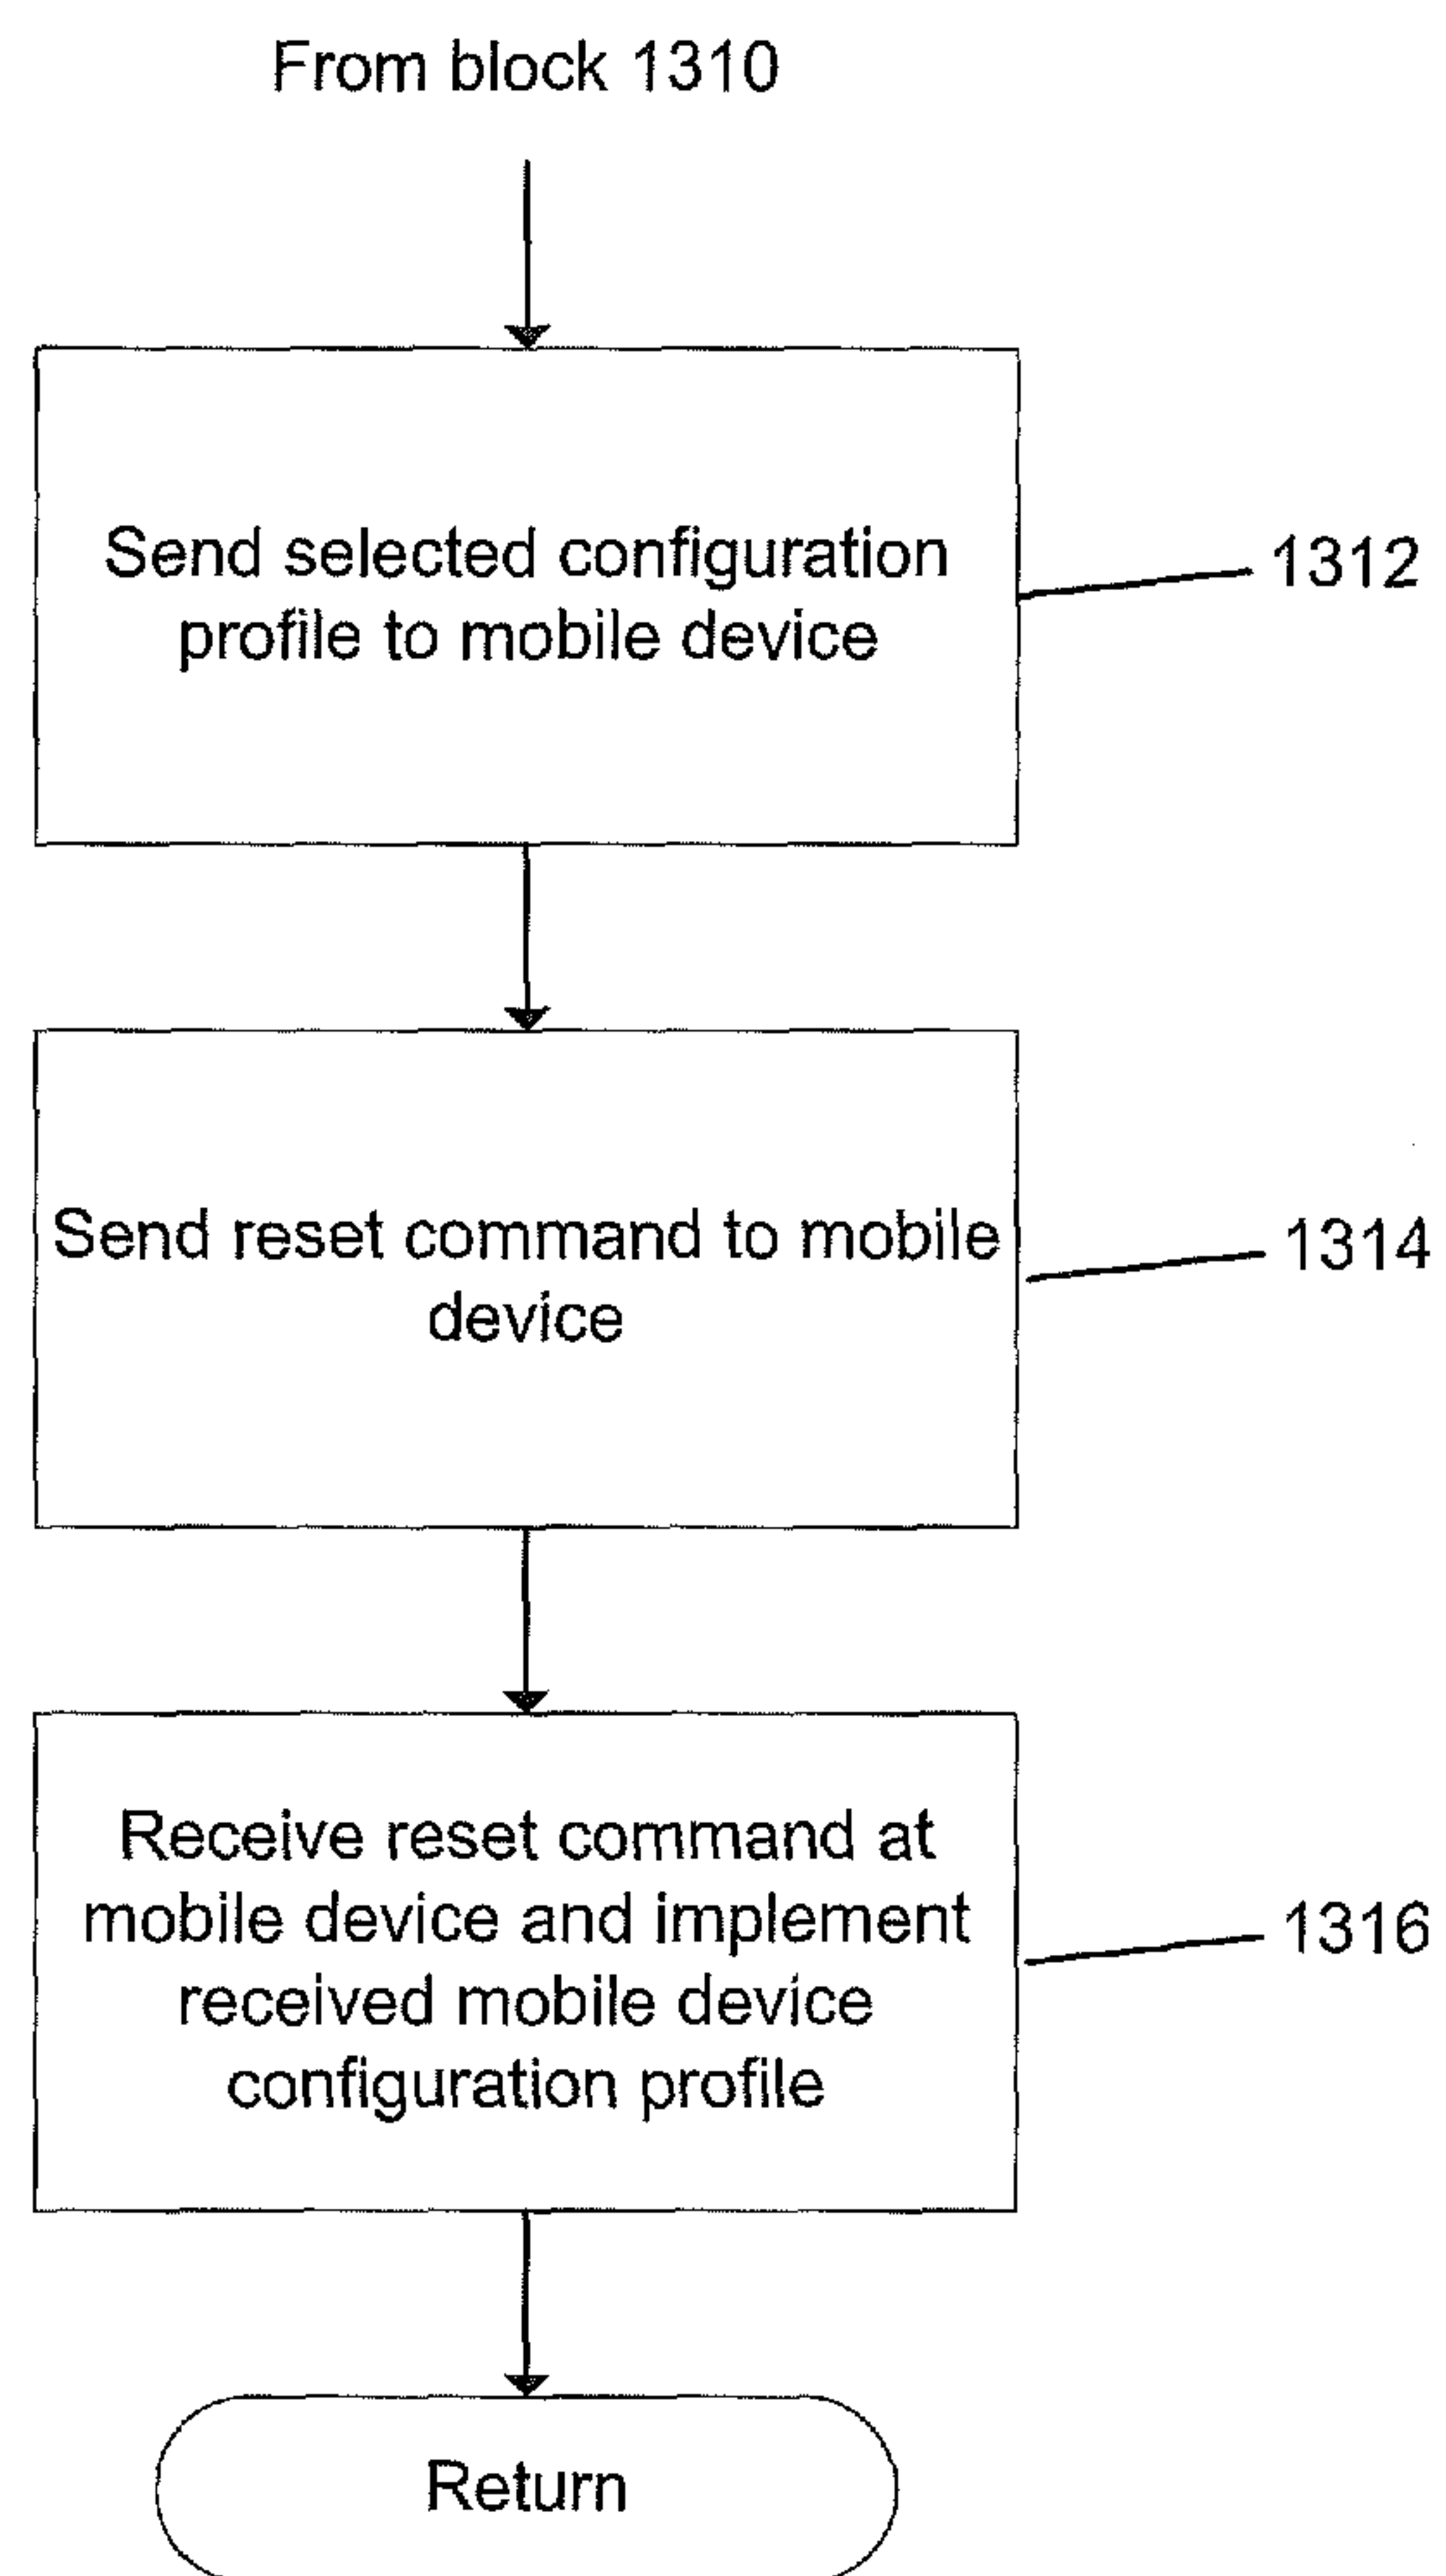 From block 1310
Send selected configuration
profile to mobile device
1312
Send reset command to mobile
device
1314
Receive reset command at
mobile device and implement
received mobile device
configuration profile
1316
Return